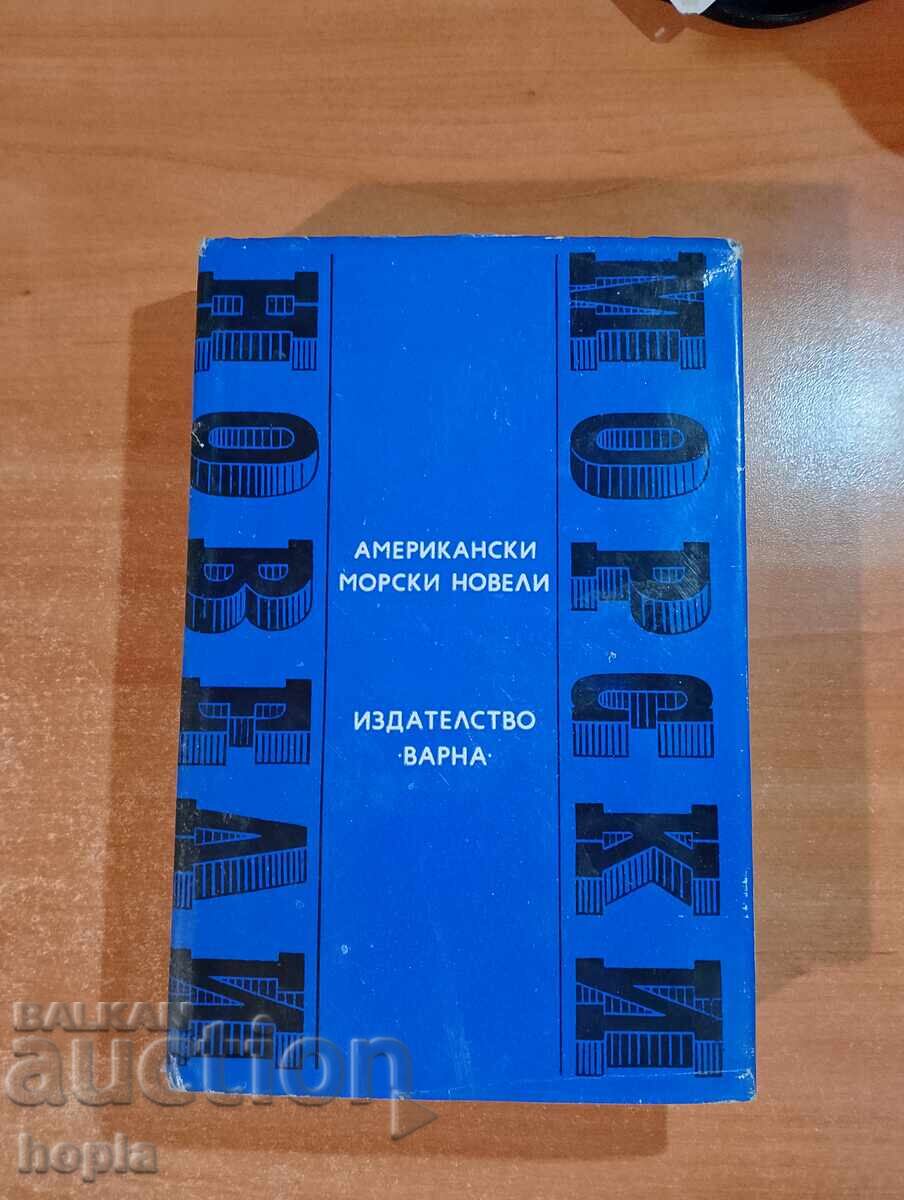 МОРСКИ
НОВЕЛИ
АМЕРИКАНСКИ
МОРСКИ НОВЕЛИ
ИЗДАТЕЛСТВО
·ВАРНА·
BALKAN
auction
hopla